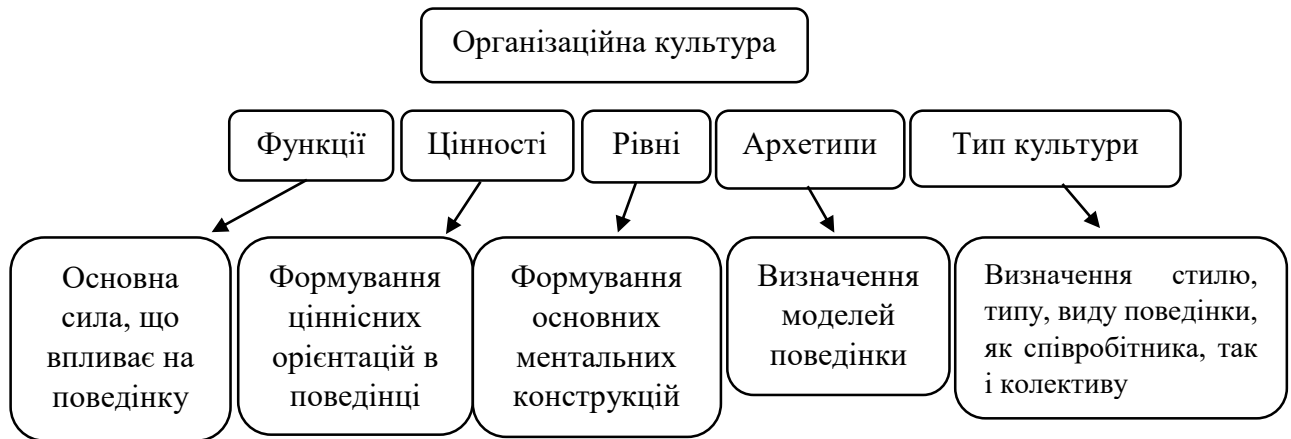 Організаційна культура
Функції
Цінності
Рівні
Архетипи
Тип культури
Основна
сила, що
впливає на
поведінку
Формування
ціннісних
орієнтацій в
поведінці
Формування
основних
ментальних
конструкцій
Визначення
моделей
поведінки
Визначення стилю,
типу, виду поведінки,
як співробітника, так
і колективу